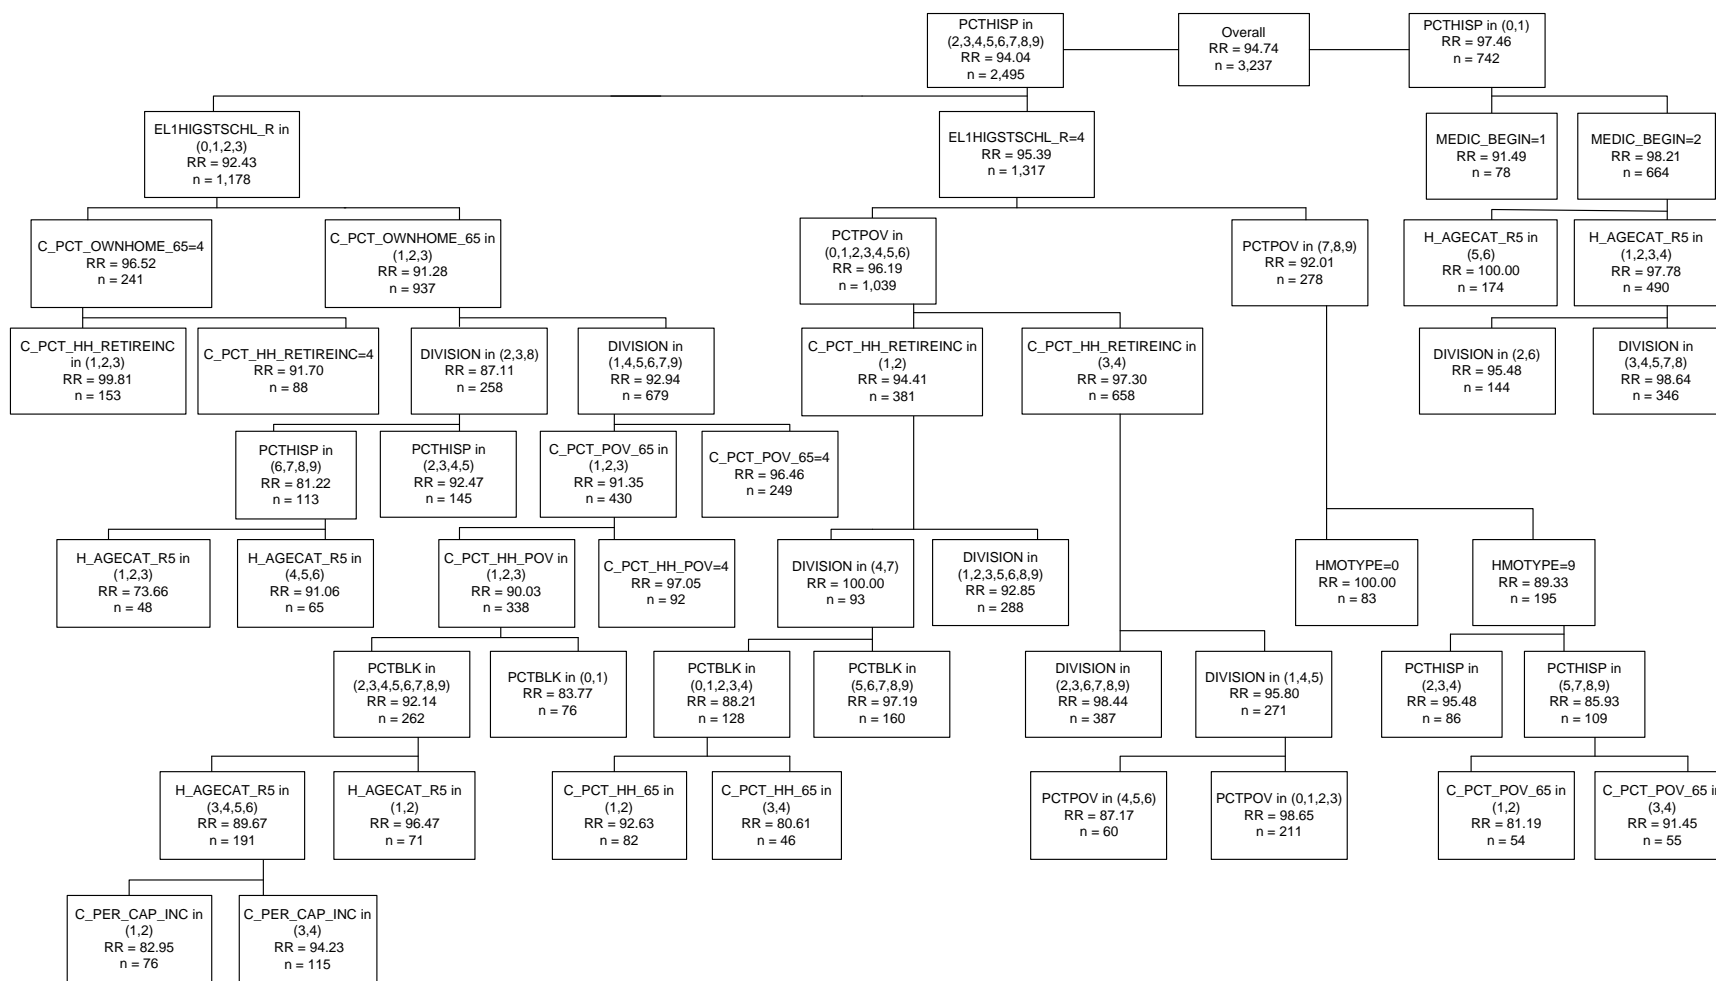 PCTHISP in
(2,3,4,5,6,7,8,9)
RR = 94.04
n = 2,495
Overall
RR = 94.74
n = 3,237
PCTHISP in (0,1)
RR = 97.46
n = 742
EL1HIGSTSCHL_R in
(0,1,2,3)
RR = 92.43
n = 1,178
EL1HIGSTSCHL_R=4
RR = 95.39
n = 1,317
MEDIC_BEGIN=1
RR = 91.49
n = 78
MEDIC_BEGIN=2
RR = 98.21
n = 664
C_PCT_OWNHOME_65=4
RR = 96.52
n = 241
C_PCT_OWNHOME_65 in
(1,2,3)
RR = 91.28
n = 937
PCTPOV in
(0,1,2,3,4,5,6)
RR = 96.19
n = 1,039
PCTPOV in (7,8,9)
RR = 92.01
n = 278
H_AGECAT_R5 in
(5,6)
RR = 100.00
n = 174
H_AGECAT_R5 in
(1,2,3,4)
RR = 97.78
n = 490
C_PCT_HH_RETIREINC
in (1,2,3)
RR = 99.81
n = 153
C_PCT_HH_RETIREINC=4
RR = 91.70
n = 88
DIVISION in (2,3,8)
RR = 87.11
n = 258
DIVISION in
(1,4,5,6,7,9)
RR = 92.94
n = 679
C_PCT_HH_RETIREINC in
(1,2)
RR = 94.41
n = 381
C_PCT_HH_RETIREINC in
(3,4)
RR = 97.30
n = 658
DIVISION in (2,6)
RR = 95.48
n = 144
DIVISION in
(3,4,5,7,8)
RR = 98.64
n = 346
PCTHISP in
(6,7,8,9)
RR = 81.22
n = 113
PCTHISP in
(2,3,4,5)
RR = 92.47
n = 145
C_PCT_POV_65 in
(1,2,3)
RR = 91.35
n = 430
C_PCT_POV_65=4
RR = 96.46
n = 249
H_AGECAT_R5 in
(1,2,3)
RR = 73.66
n = 48
H_AGECAT_R5 in
(4,5,6)
RR = 91.06
n = 65
C_PCT_HH_POV in
(1,2,3)
RR = 90.03
n = 338
C_PCT_HH_POV=4
RR = 97.05
n = 92
DIVISION in (4,7)
RR = 100.00
n = 93
DIVISION in
(1,2,3,5,6,8,9)
RR = 92.85
n = 288
HMOTYPE=0
RR = 100.00
n = 83
HMOTYPE=9
RR = 89.33
n = 195
PCTBLK in
(2,3,4,5,6,7,8,9)
RR = 92.14
n = 262
PCTBLK in (0,1)
RR = 83.77
n = 76
PCTBLK in
(0,1,2,3,4)
RR = 88.21
n = 128
PCTBLK in
(5,6,7,8,9)
RR = 97.19
n = 160
DIVISION in
(2,3,6,7,8,9)
RR = 98.44
n = 387
DIVISION in (1,4,5)
RR = 95.80
n = 271
PCTHISP in
(2,3,4)
RR = 95.48
n = 86
PCTHISP in
(5,7,8,9)
RR = 85.93
n = 109
H_AGECAT_R5 in
(3,4,5,6)
RR = 89.67
n = 191
H_AGECAT_R5 in
(1,2)
RR = 96.47
n = 71
C_PCT_HH_65 in
(1,2)
RR = 92.63
n = 82
C_PCT_HH_65 in
(3,4)
RR = 80.61
n = 46
PCTPOV in (4,5,6)
RR = 87.17
n = 60
PCTPOV in (0,1,2,3)
RR = 98.65
n = 211
C_PCT_POV_65 in
(1,2)
RR = 81.19
n = 54
C_PCT_POV_65 in
(3,4)
RR = 91.45
n = 55
C_PER_CAP_INC in
(1,2)
RR = 82.95
n = 76
C_PER_CAP_INC in
(3,4)
RR = 94.23
n = 115